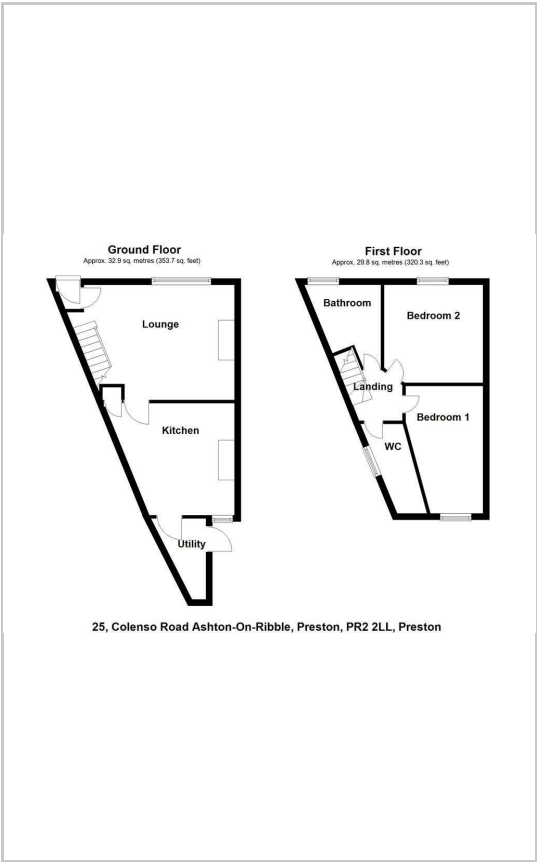 Ground Floor
Approx. 32.9 sq. metres (353.7 sq. feet)
Lounge
Kitchen
Utility
First Floor
Approx. 29.8 sq. metres (320.3 sq. feet)
Bathroom
Bedroom 2
Landing
Bedroom 1
WC
25, Colenso Road Ashton-On-Ribble, Preston, PR2 2LL, Preston